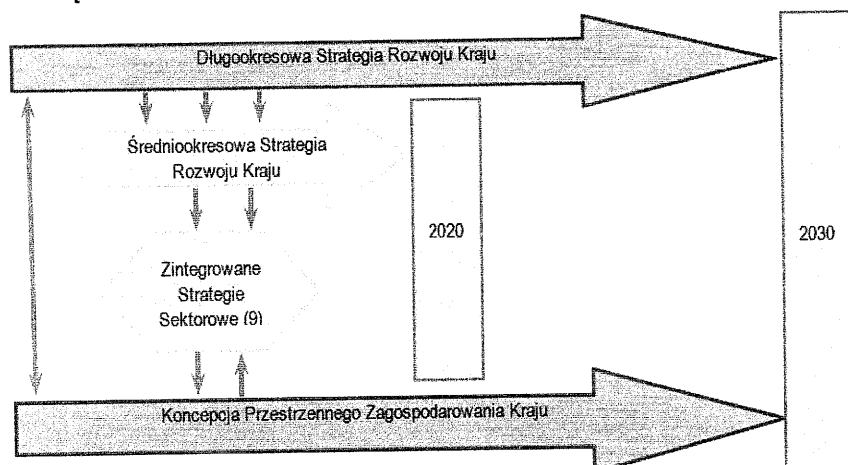 Długookresowa Strategia Rozwoju Kraju
Średniookresowa Strategia
Rozwoju Kraju
2020
2030
Zintegrowane
Strategie
Sektorowe (9)
Koncepcja Przestrzennego Zagospodarowania Kraju